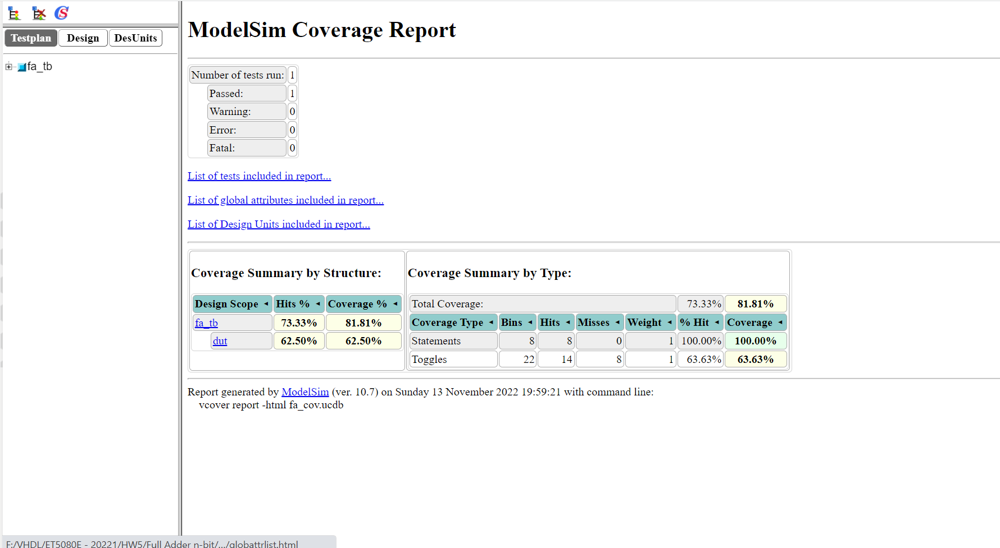 Testplan Design DesUnits
fa_tb
ModelSim Coverage Report
Number of tests run: 1
Passed: 1
Warning: 0
Error: 0
Fatal: 0
List of tests included in report...
List of global attributes included in report...
List of Design Units included in report...
Coverage Summary by Structure:
Design Scope ◄ Hits % ◄ Coverage % ◄
fa_tb 73.33% 81.81%
dut 62.50% 62.50%
Coverage Summary by Type:
Total Coverage: 73.33% 81.81%
Coverage Type ◄ Bins ◄ Hits ◄ Misses ◄ Weight ◄ % Hit ◄ Coverage ◄
Statements 8 8 0 1 100.00% 100.00%
Toggles 22 14 8 1 63.63% 63.63%
Report generated by ModelSim (ver. 10.7) on Sunday 13 November 2022 19:59:21 with command line:
vcover report -html fa_cov.ucdb
F:/VHDL/ET5080E - 20221/HW5/Full Adder n-bit/.../globattrlist.html